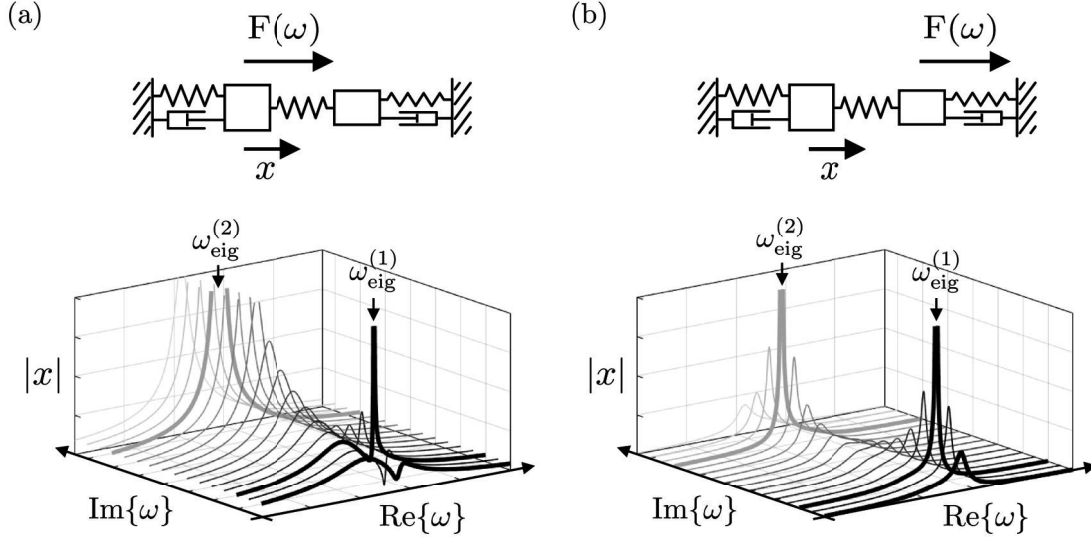 (a)
F(ω)
x
ω_eig^(2)
ω_eig^(1)
|x|
Im{ω}
Re{ω}
(b)
F(ω)
x
ω_eig^(2)
ω_eig^(1)
|x|
Im{ω}
Re{ω}